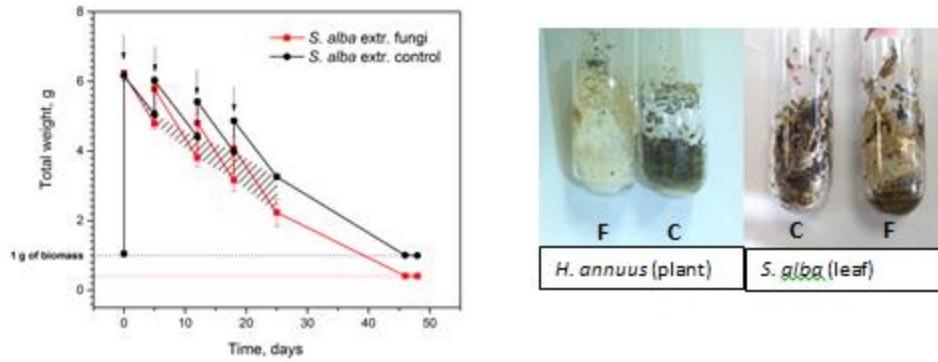 8
6
4
2
0
Total weight, g
1 g of biomass
S. alba extr. fungi
S. alba extr. control
0
10
20
30
40
50
Time, days
F
C
C
F
H. annuus (plant)
S. alba (leaf)